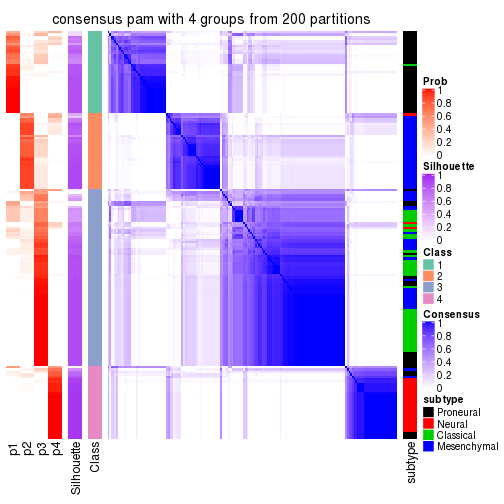 consensus pam with 4 groups from 200 partitions
Prob
1
0.8
0.6
0.4
0.2
0
Silhouette
1
0.8
0.6
0.4
0.2
0
Class
1
2
3
4
Consensus
1
0.8
0.6
0.4
0.2
0
subtype
Proneural
Neural
Classical
Mesenchymal
p1
p2
p3
p4
Silhouette
Class
subtype